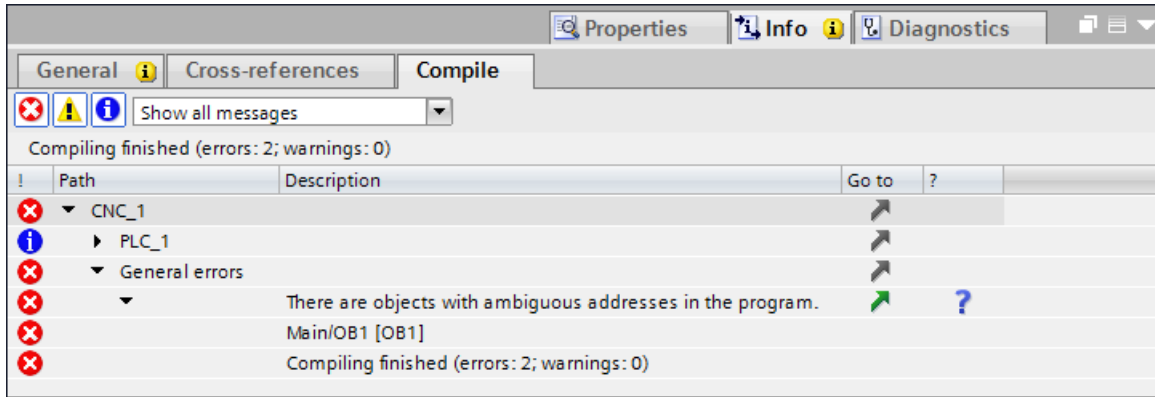 Properties Info Diagnostics
General Cross-references Compile
Show all messages
Compiling finished (errors: 2; warnings: 0)
! Path Description Go to ?
CNC_1
PLC_1
General errors
There are objects with ambiguous addresses in the program. ?
Main/OB1 [OB1]
Compiling finished (errors: 2; warnings: 0)